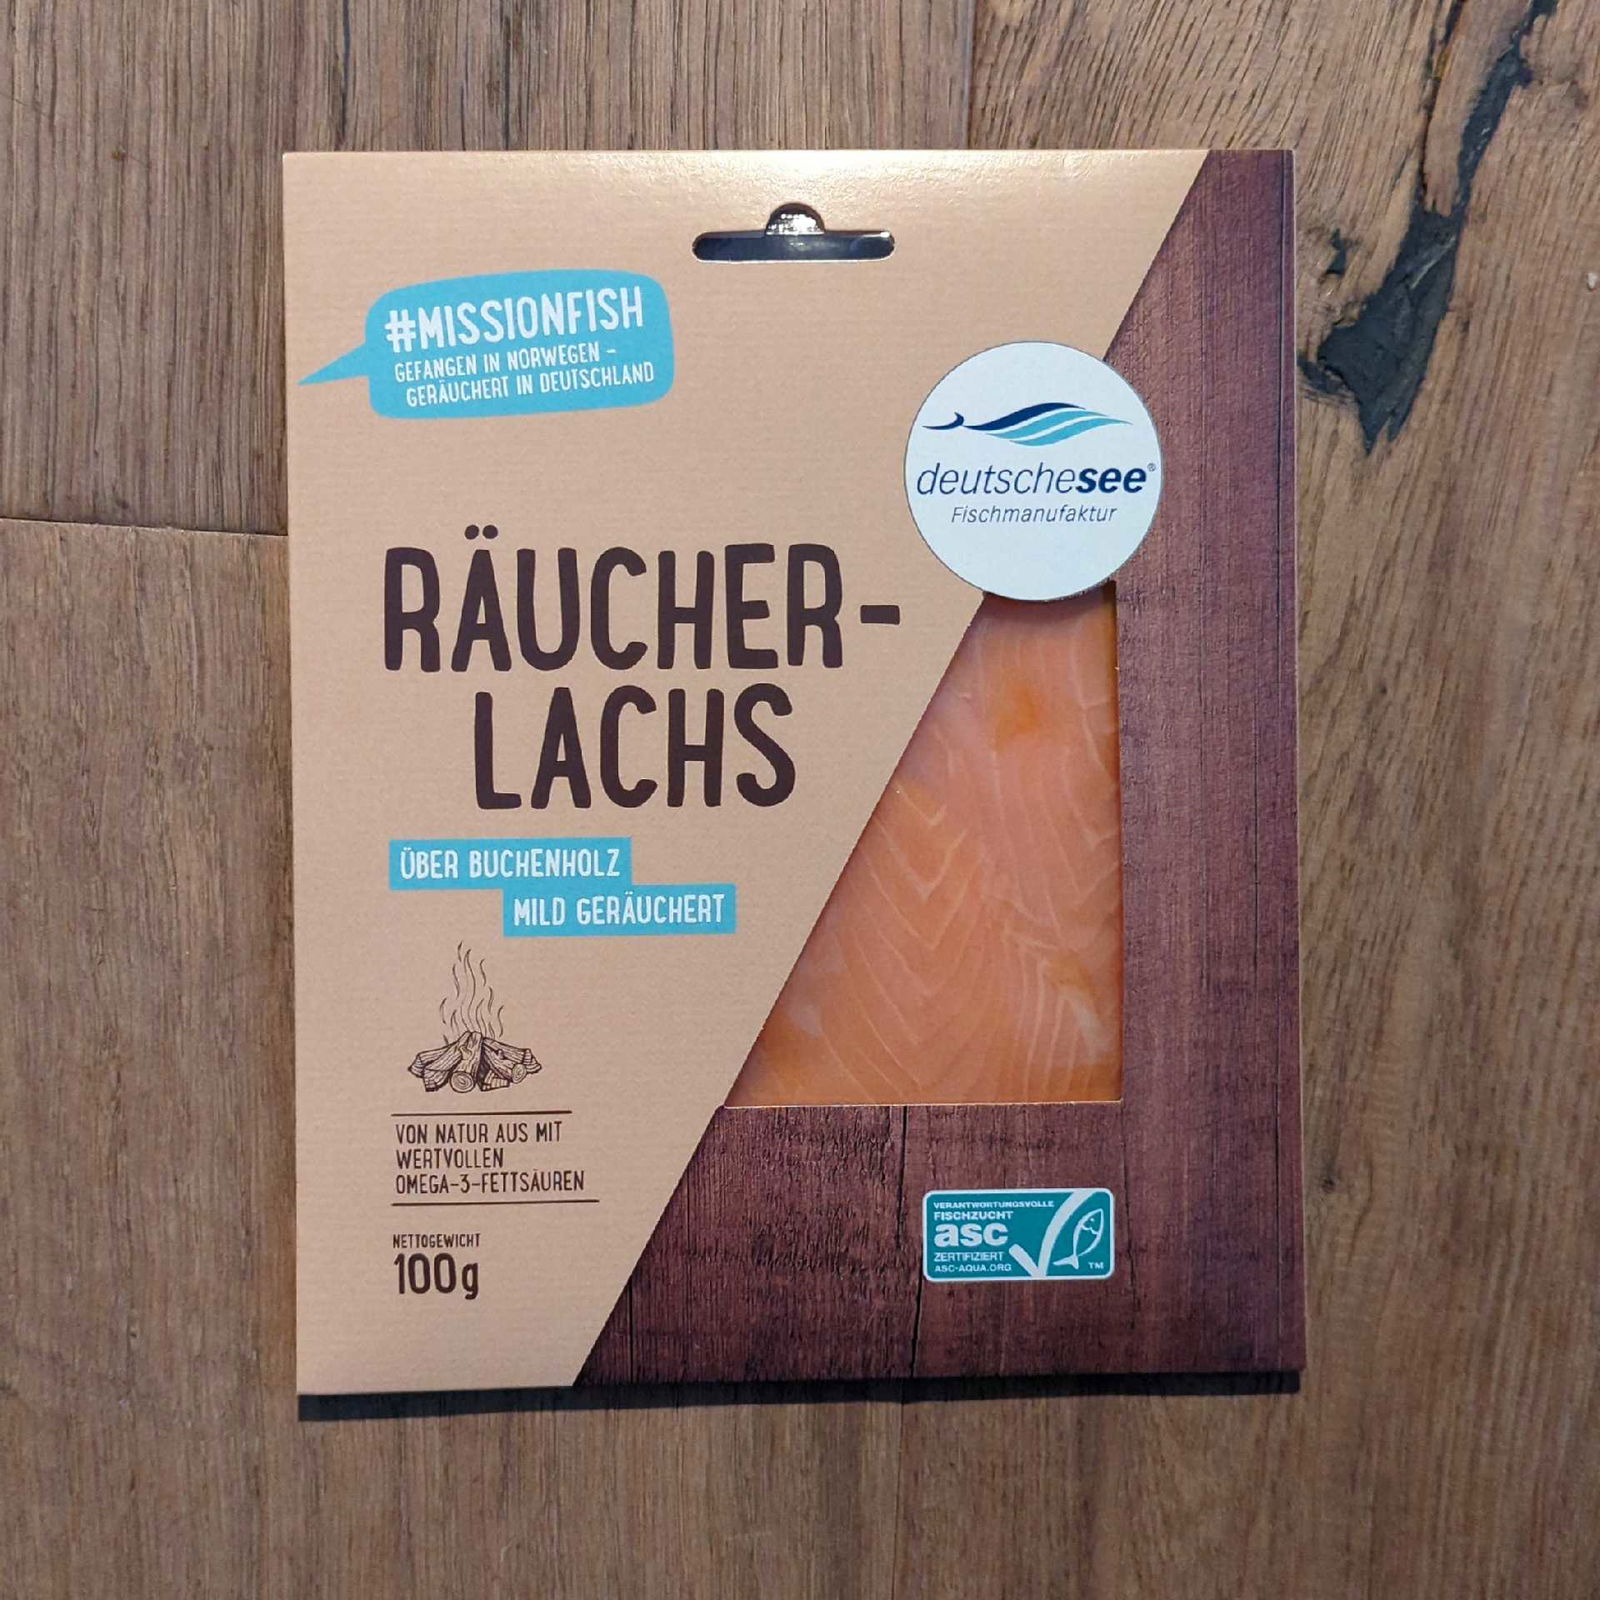 #MISSIONFISH
GEFANGEN IN NORWEGEN –
GERÄUCHERT IN DEUTSCHLAND
deutschesee®
Fischmanufaktur
RÄUCHER-
LACHS
ÜBER BUCHENHOLZ
MILD GERÄUCHERT
VON NATUR AUS MIT
WERTVOLLEN
OMEGA-3-FETTSÄUREN
NETTOGEWICHT
100g
VERANTWORTUNGSVOLLE
FISCHZUCHT
asc
ZERTIFIZIERT
ASC-AQUA.ORG
TM